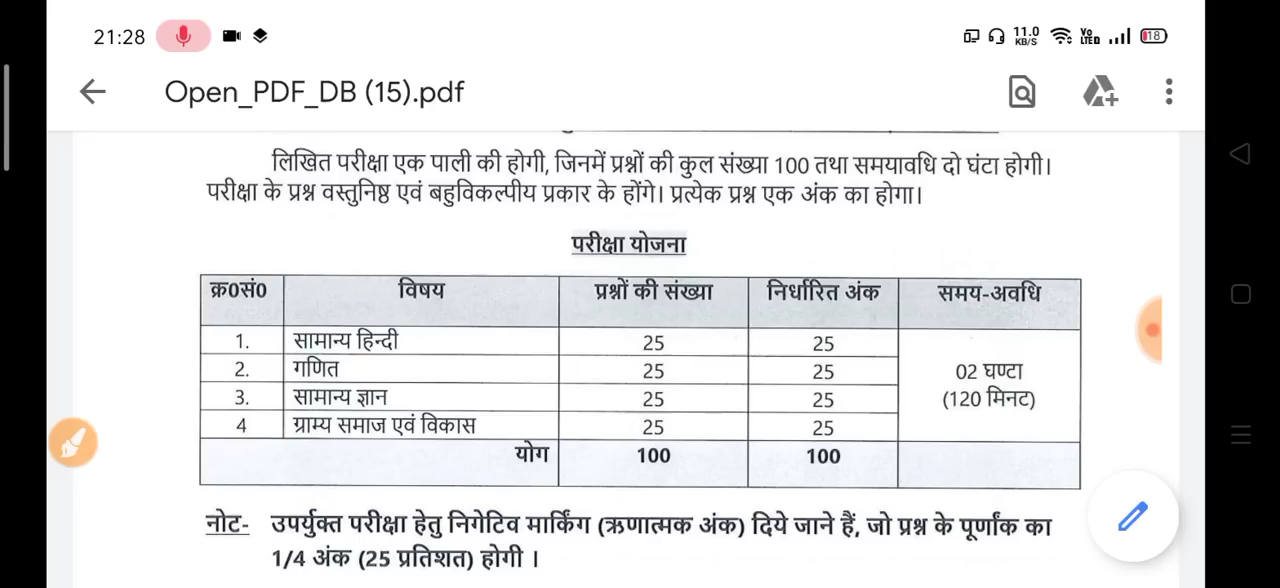 21:28
11.0 KB/S Vo LTED 18
Open_PDF_DB (15).pdf
लिखित परीक्षा एक पाली की होगी, जिनमें प्रश्नों की कुल संख्या 100 तथा समयावधि दो घंटा होगी।
परीक्षा के प्रश्न वस्तुनिष्ठ एवं बहुविकल्पीय प्रकार के होंगे। प्रत्येक प्रश्न एक अंक का होगा।
परीक्षा योजना
क्र0सं0 विषय प्रश्नों की संख्या निर्धारित अंक समय-अवधि
1. सामान्य हिन्दी 25 25
2. गणित 25 25 02 घण्टा
3. सामान्य ज्ञान 25 25 (120 मिनट)
4 ग्राम्य समाज एवं विकास 25 25
योग 100 100
नोट- उपर्युक्त परीक्षा हेतु निगेटिव मार्किंग (ऋणात्मक अंक) दिये जाने हैं, जो प्रश्न के पूर्णांक का
1/4 अंक (25 प्रतिशत) होगी ।